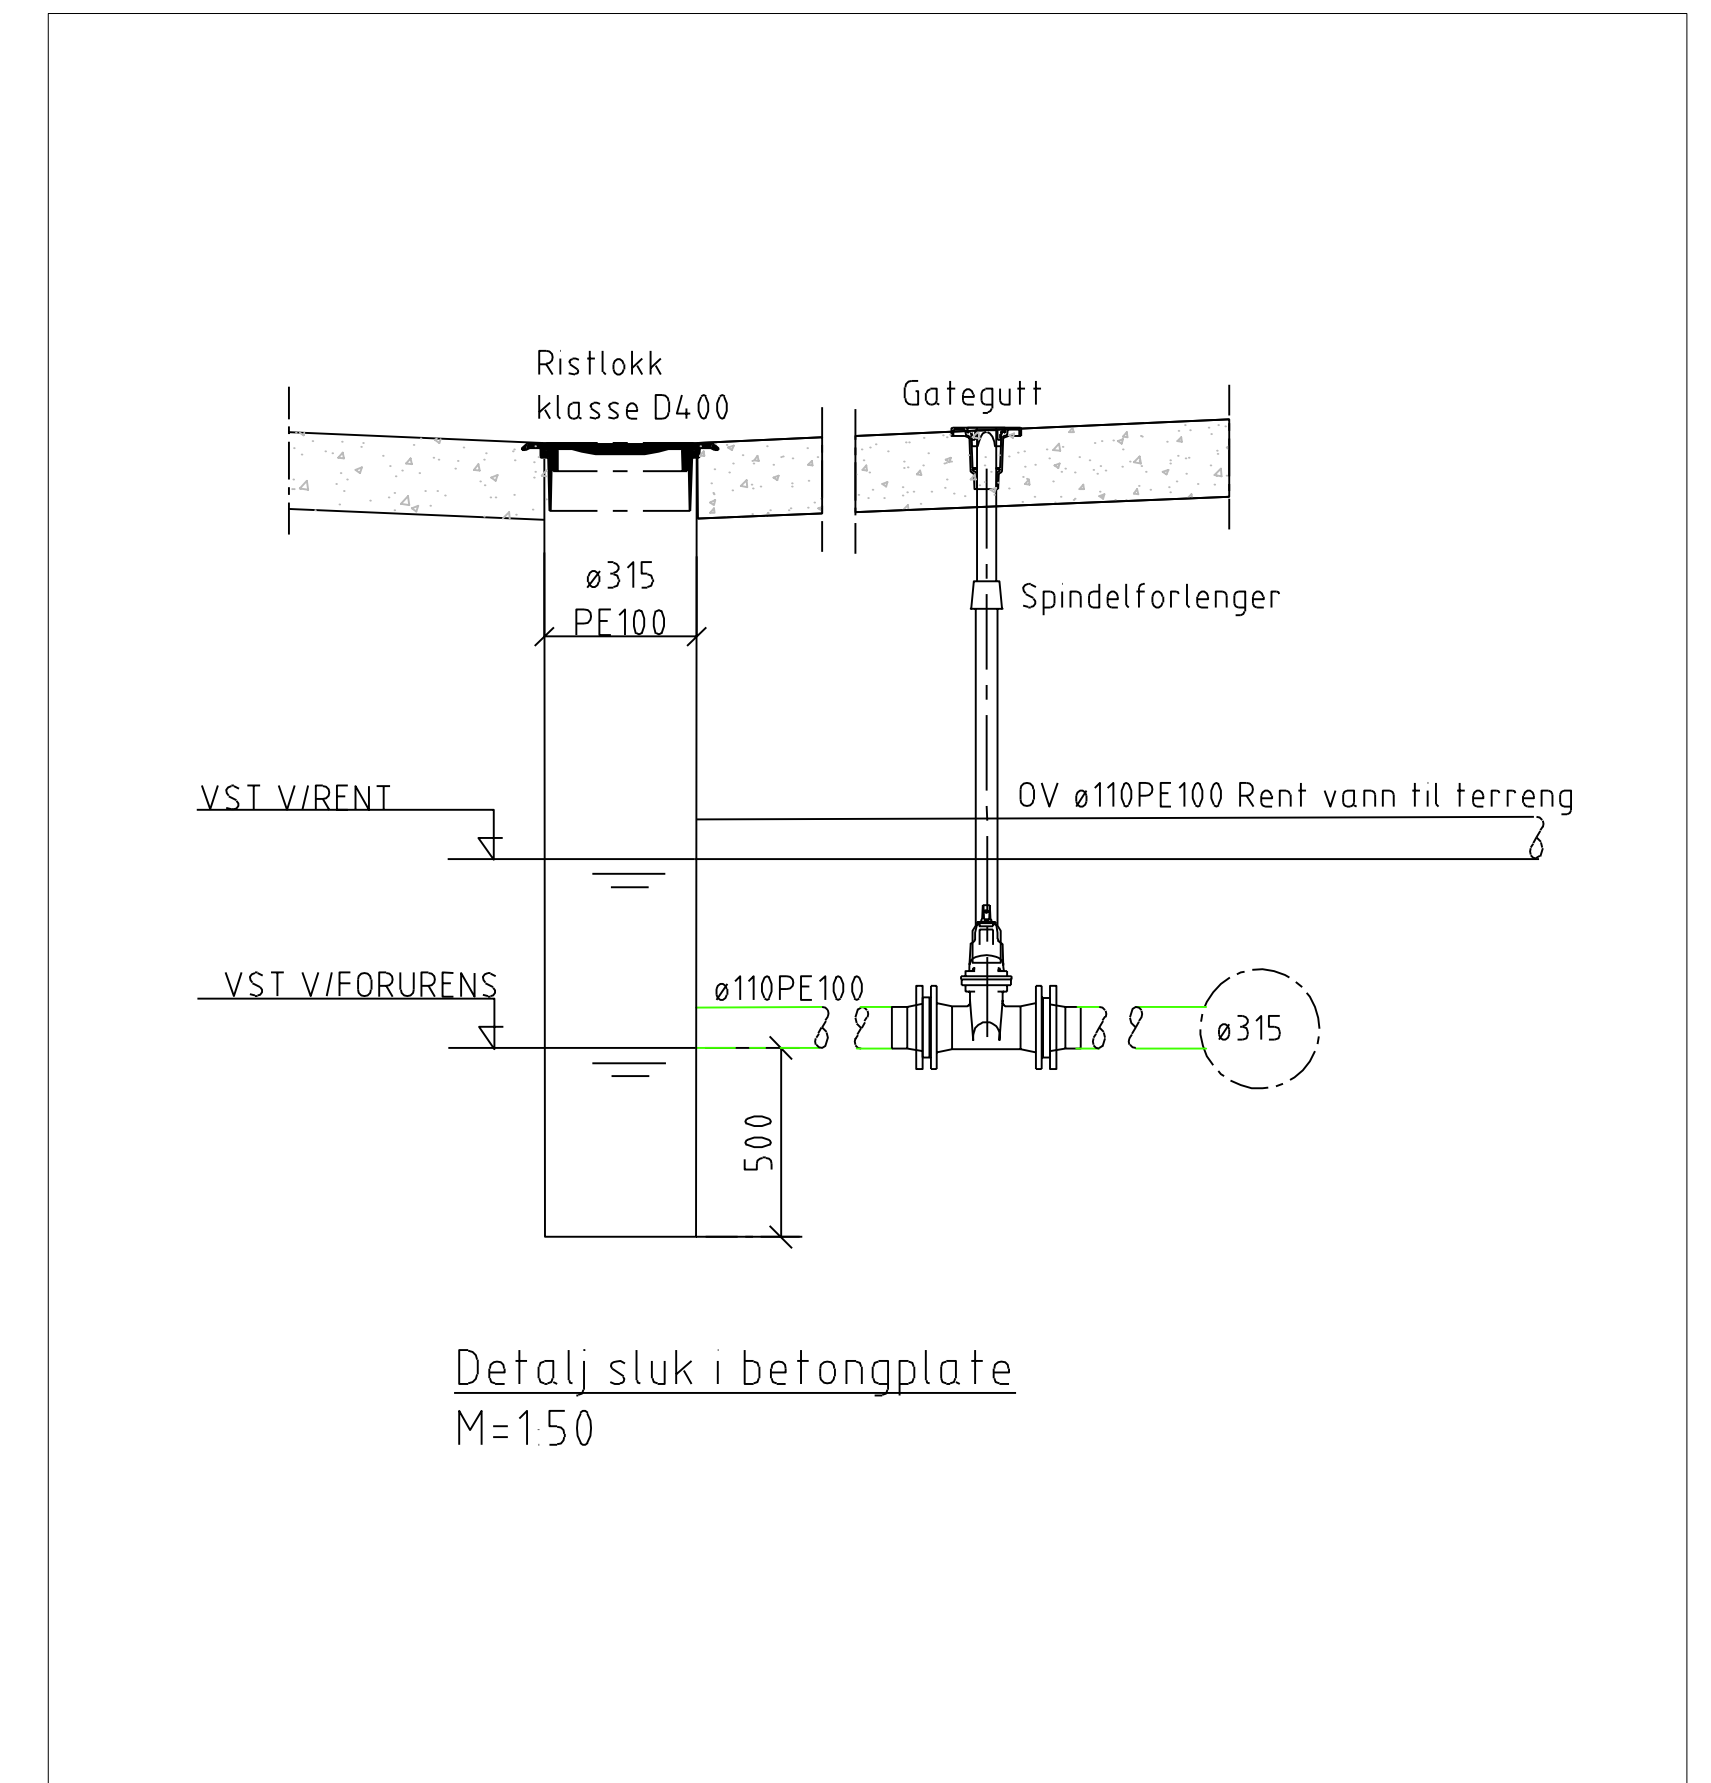 Ristlokk
klasse D400
Gategutt
ø315
PE100
Spindelforlenger
VST V/RENT
OV ø110PE100 Rent vann til terreng
VST V/FORURENS
ø110PE100
ø315
500
Detalj sluk i betongplate
M=1:50